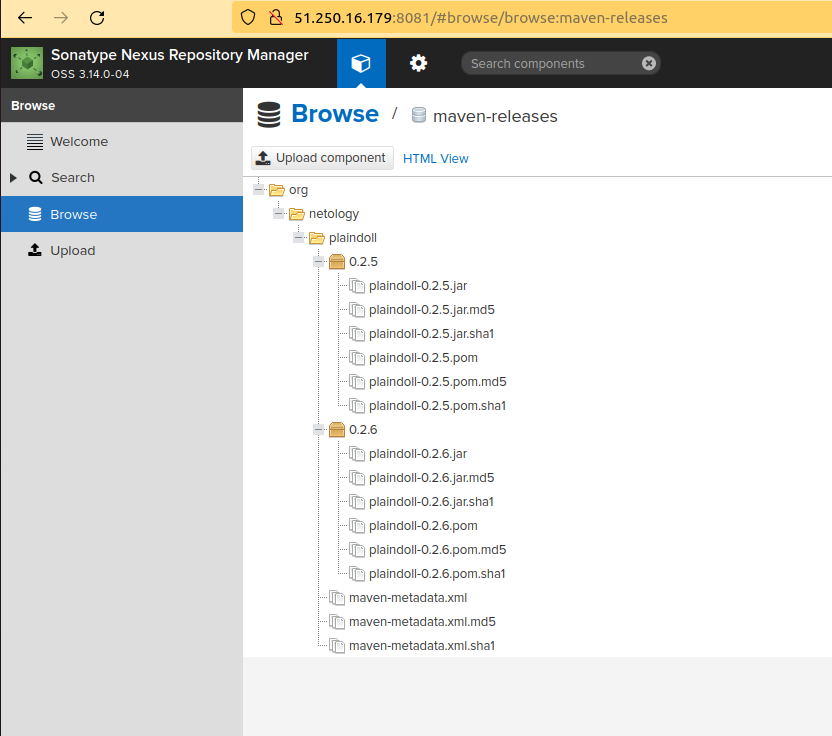 51.250.16.179:8081/#browse/browse:maven-releases
Sonatype Nexus Repository Manager
OSS 3.14.0-04
Search components
Browse
Welcome
Search
Browse
Upload
Browse / maven-releases
Upload component HTML View
org
netology
plaindoll
0.2.5
plaindoll-0.2.5.jar
plaindoll-0.2.5.jar.md5
plaindoll-0.2.5.jar.sha1
plaindoll-0.2.5.pom
plaindoll-0.2.5.pom.md5
plaindoll-0.2.5.pom.sha1
0.2.6
plaindoll-0.2.6.jar
plaindoll-0.2.6.jar.md5
plaindoll-0.2.6.jar.sha1
plaindoll-0.2.6.pom
plaindoll-0.2.6.pom.md5
plaindoll-0.2.6.pom.sha1
maven-metadata.xml
maven-metadata.xml.md5
maven-metadata.xml.sha1